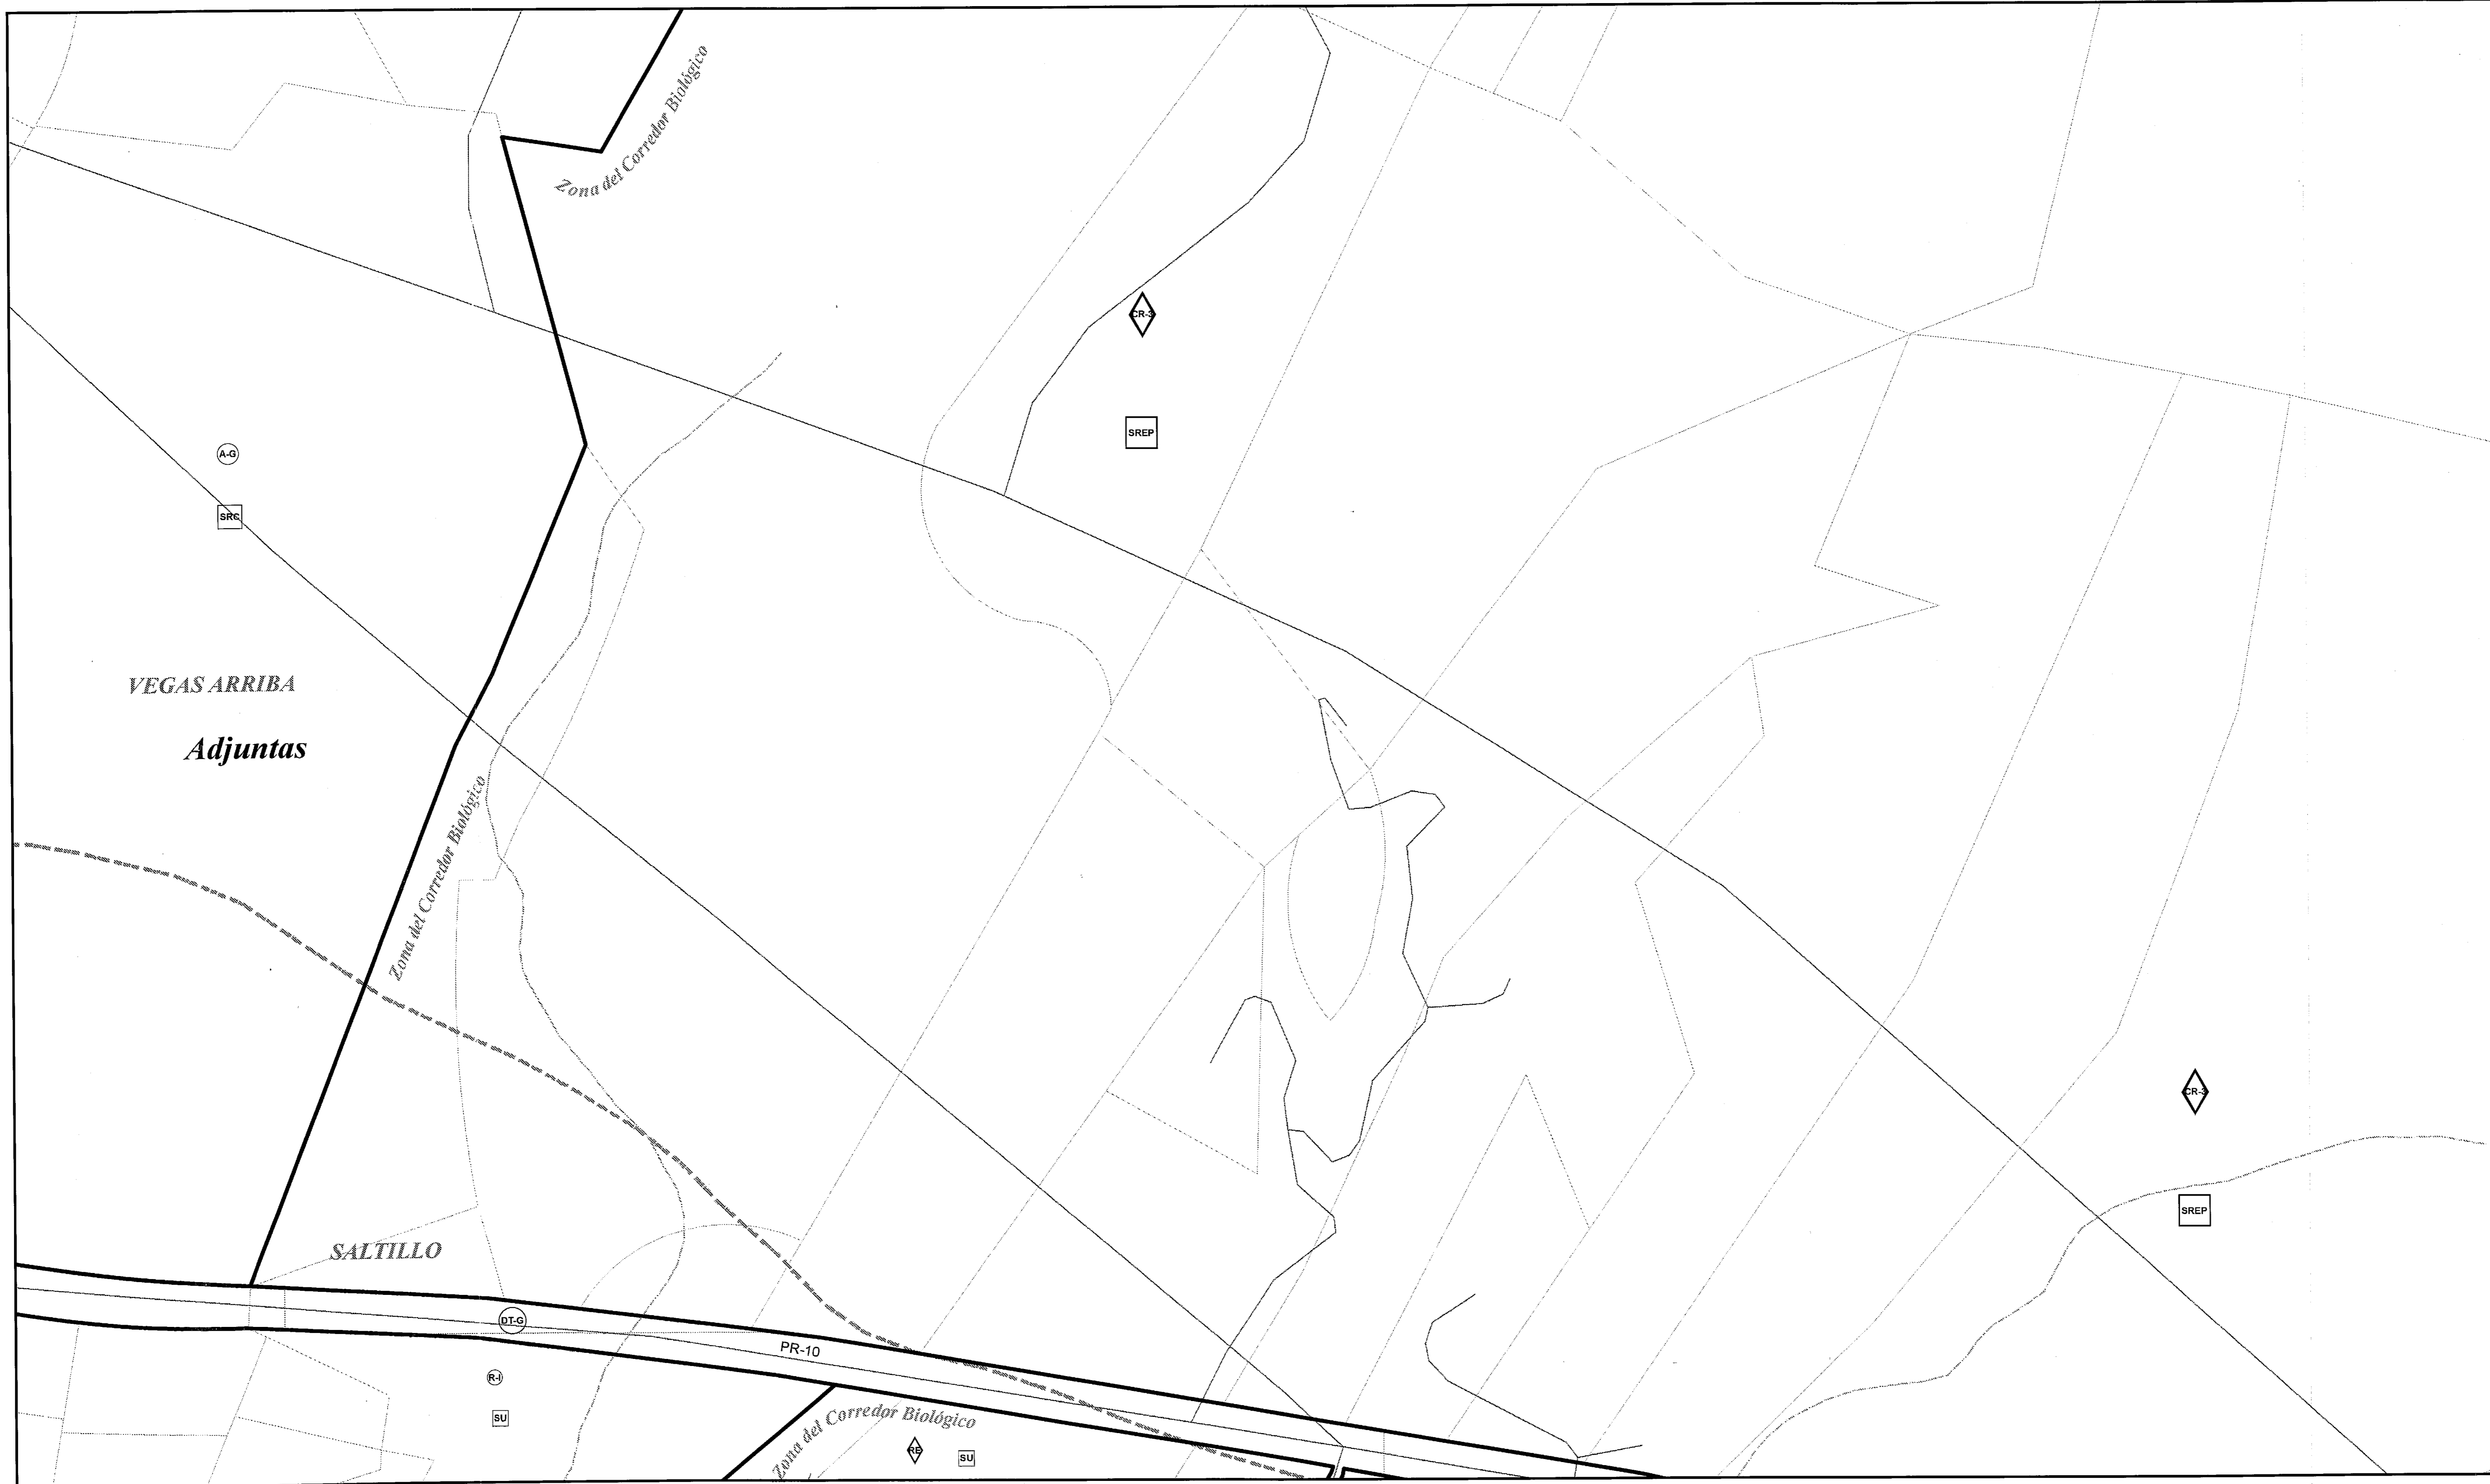 Zona del Corredor Biológico
CR-3
SREP
A-G
SRC
VEGAS ARRIBA
Adjuntas
Zona del Corredor Biológico
CR-3
SREP
SALTILLO
DT-G
PR-10
R-I
SU
Zona del Corredor Biológico
RE
SU